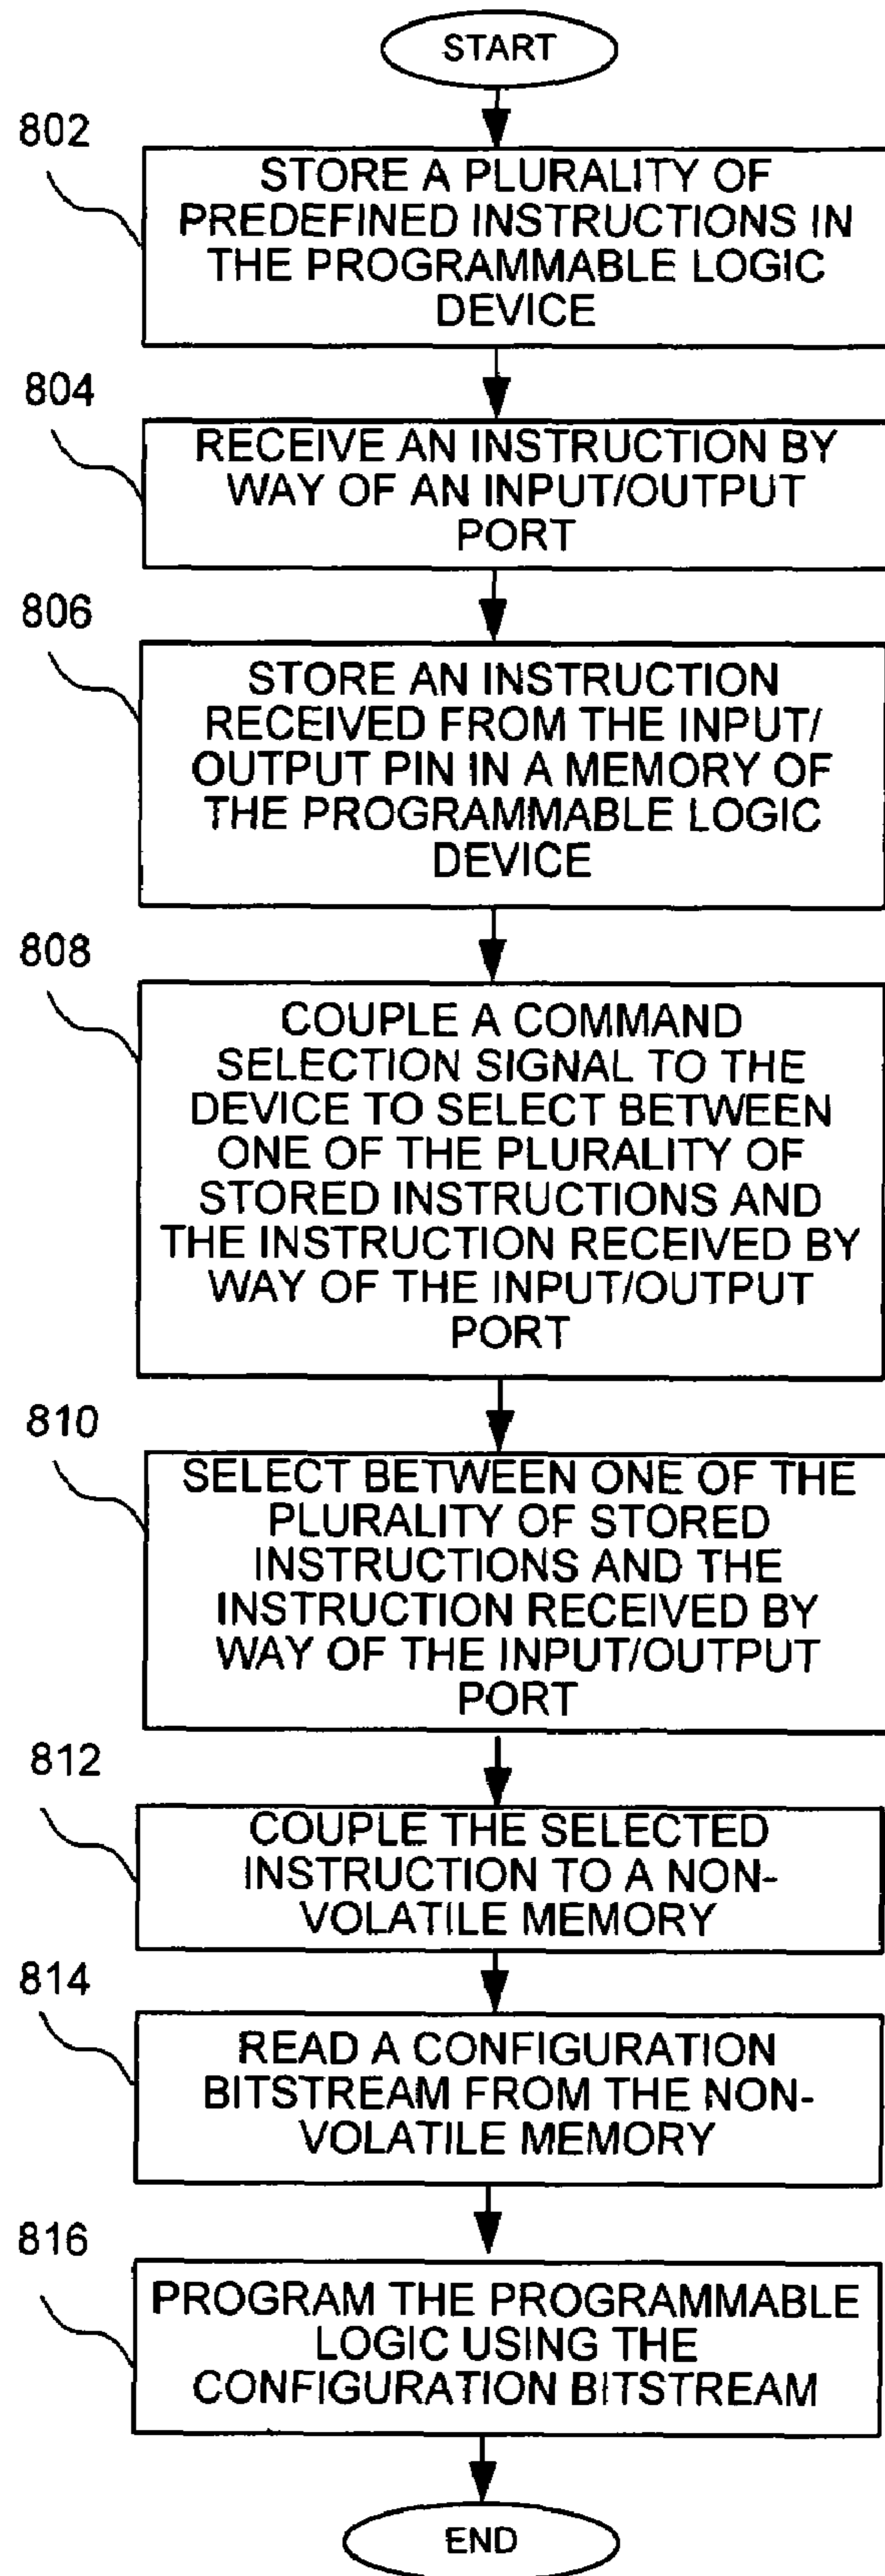 START
802
STORE A PLURALITY OF
PREDEFINED INSTRUCTIONS IN
THE PROGRAMMABLE LOGIC
DEVICE
804
RECEIVE AN INSTRUCTION BY
WAY OF AN INPUT/OUTPUT
PORT
806
STORE AN INSTRUCTION
RECEIVED FROM THE INPUT/
OUTPUT PIN IN A MEMORY OF
THE PROGRAMMABLE LOGIC
DEVICE
808
COUPLE A COMMAND
SELECTION SIGNAL TO THE
DEVICE TO SELECT BETWEEN
ONE OF THE PLURALITY OF
STORED INSTRUCTIONS AND
THE INSTRUCTION RECEIVED BY
WAY OF THE INPUT/OUTPUT
PORT
810
SELECT BETWEEN ONE OF THE
PLURALITY OF STORED
INSTRUCTIONS AND THE
INSTRUCTION RECEIVED BY
WAY OF THE INPUT/OUTPUT
PORT
812
COUPLE THE SELECTED
INSTRUCTION TO A NON-
VOLATILE MEMORY
814
READ A CONFIGURATION
BITSTREAM FROM THE NON-
VOLATILE MEMORY
816
PROGRAM THE PROGRAMMABLE
LOGIC USING THE
CONFIGURATION BITSTREAM
END